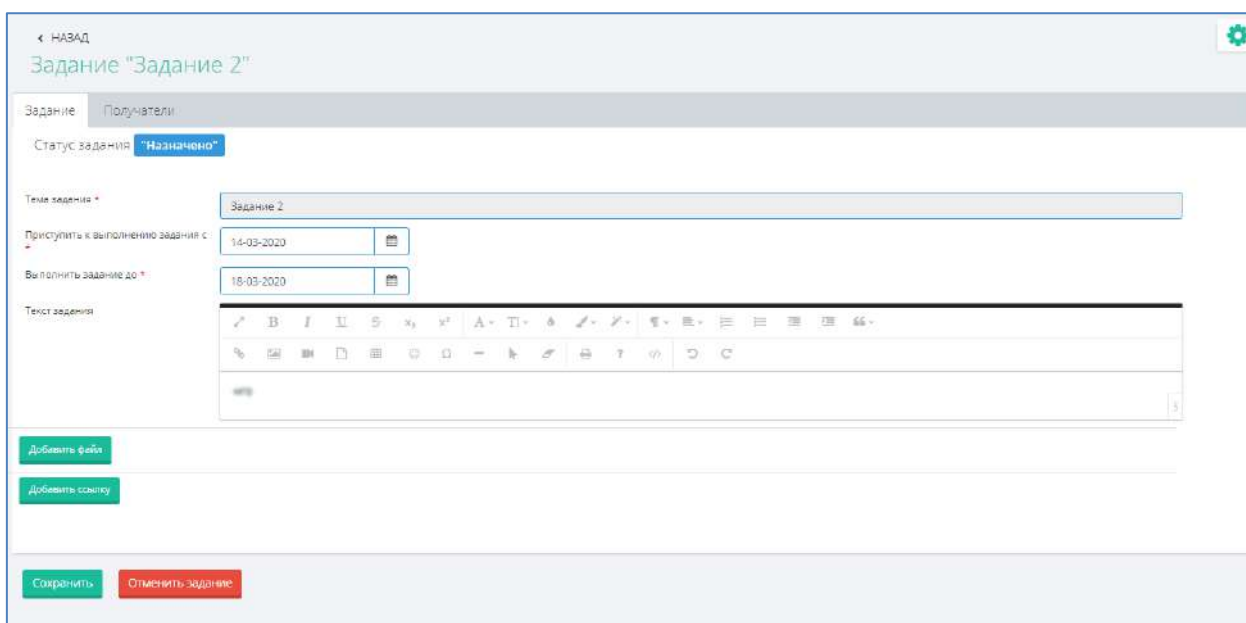 НАЗАД
Задание "Задание 2"
Задание Получатели
Статус задания "Назначено"
Тема задания *
Задание 2
Приступить к выполнению задания с
*
14-03-2020
Выполнить задание до *
18-03-2020
Текст задания
Добавить файл
Добавить ссылку
Сохранить Отменить задание